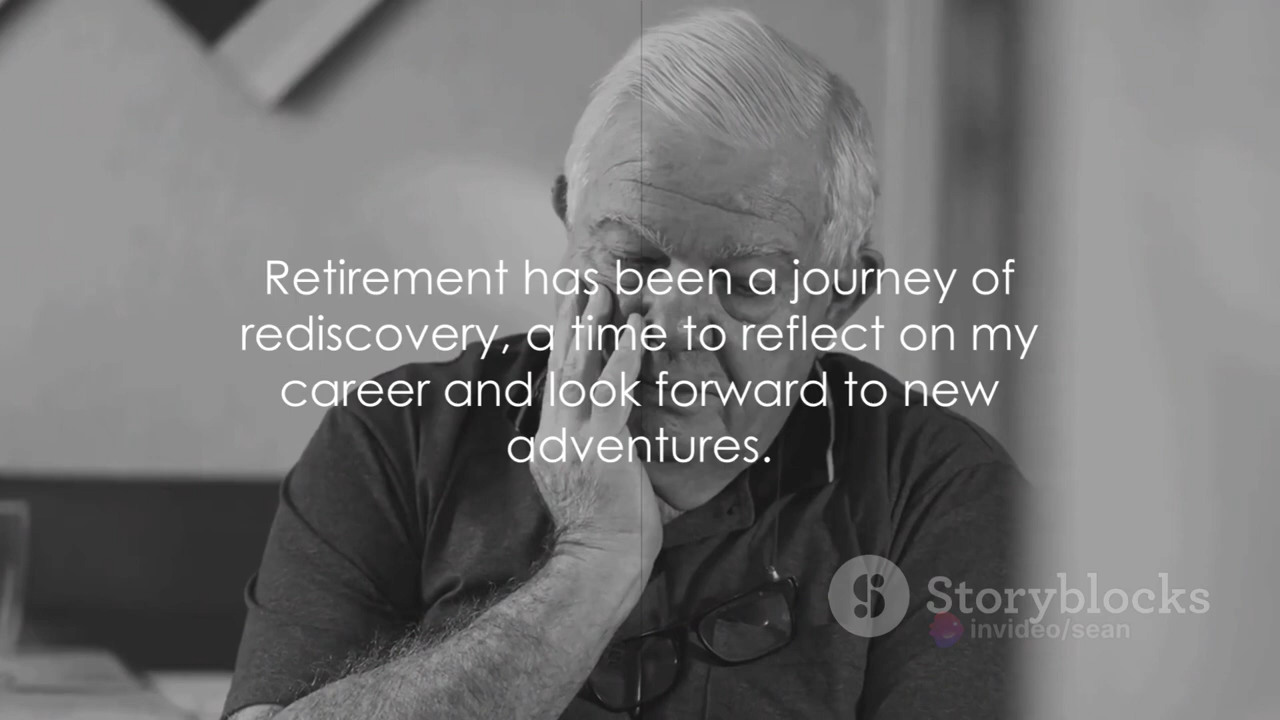 Retirement has been a journey of
rediscovery, a time to reflect on my
career and look forward to new
adventures.
Storyblocks
invideo/sean